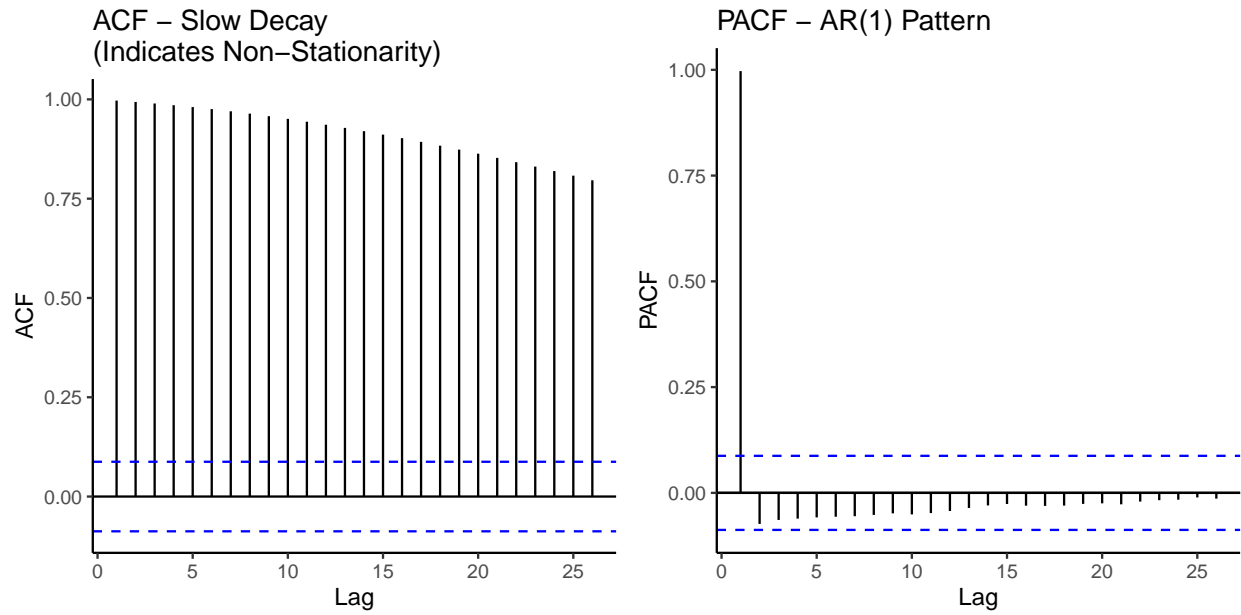 ACF – Slow Decay
(Indicates Non–Stationarity)
1.00
0.75
0.50
0.25
0.00
ACF
0 5 10 15 20 25
Lag
PACF – AR(1) Pattern
1.00
0.75
0.50
0.25
0.00
PACF
0 5 10 15 20 25
Lag